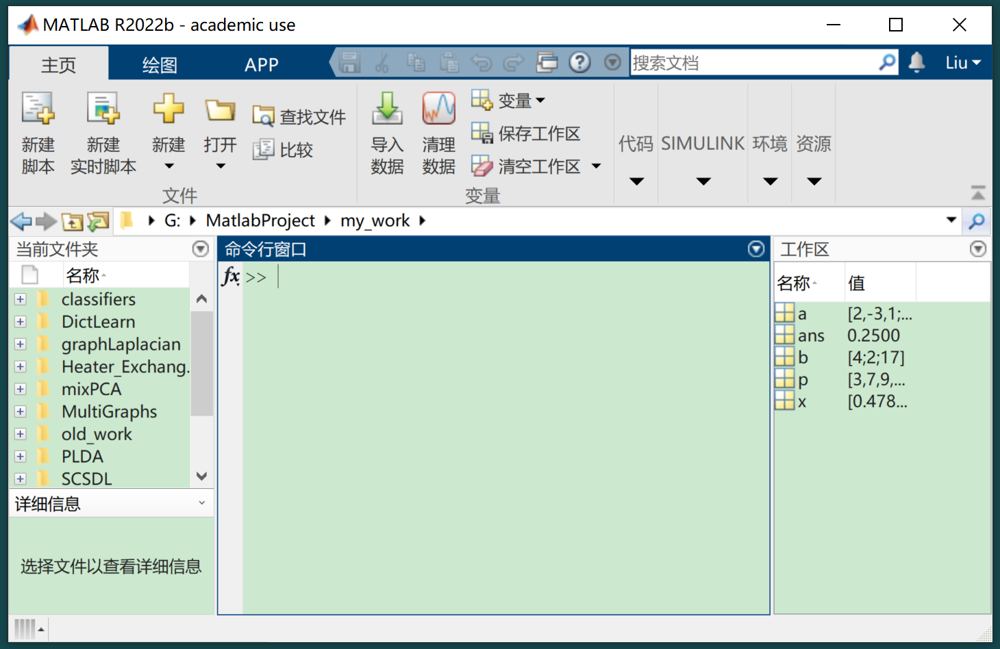 MATLAB R2022b - academic use
主页 绘图 APP 搜索文档 Liu
新建 脚本
新建 实时脚本
新建
打开
查找文件
比较
文件
导入 数据
清理 数据
变量
保存工作区
清空工作区
变量
代码
SIMULINK
环境
资源
G: MatlabProject my_work
当前文件夹
名称
classifiers
DictLearn
graphLaplacian
Heater_Exchang.
mixPCA
MultiGraphs
old_work
PLDA
SCSDL
详细信息
选择文件以查看详细信息
命令行窗口
fx >>
工作区
名称 值
a [2,-3,1;...
ans 0.2500
b [4;2;17]
p [3,7,9,...
x [0.478...